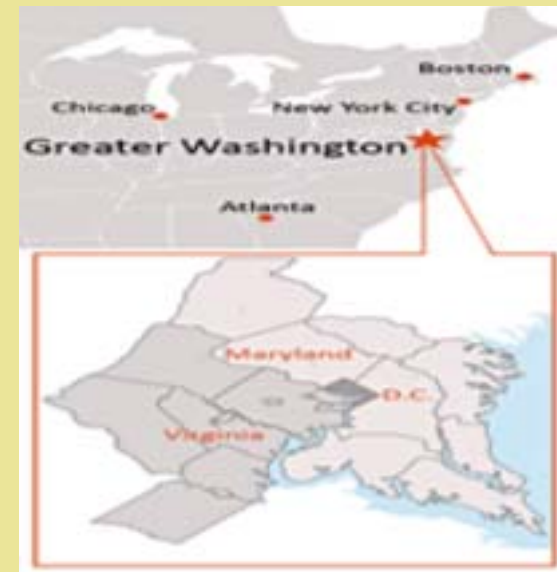 Boston
Chicago
New York City
Greater Washington
Atlanta
Maryland
D.C.
Virginia